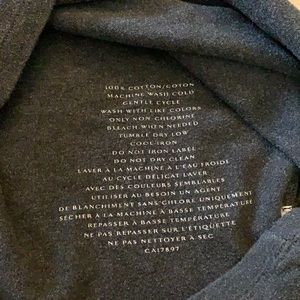 100% COTTON/COTON
MACHINE WASH COLD
GENTLE CYCLE
WASH WITH LIKE COLORS
ONLY NON CHLORINE
BLEACH WHEN NEEDED
TUMBLE DRY LOW
COOL IRON
DO NOT IRON LABEL
DO NOT DRY CLEAN
LAVER À LA MACHINE À L'EAU FROIDE
AU CYCLE DÉLICAT LAVER
AVEC DES COULEURS SEMBLABLES
UTILISER AU BESOIN UN AGENT
DE BLANCHIMENT SANS CHLORE UNIQUEMENT
SÉCHER À LA MACHINE À BASSE TEMPÉRATURE
REPASSER À BASSE TEMPÉRATURE
NE PAS REPASSER SUR L'ÉTIQUETTE
NE PAS NETTOYER À SEC
CA17897